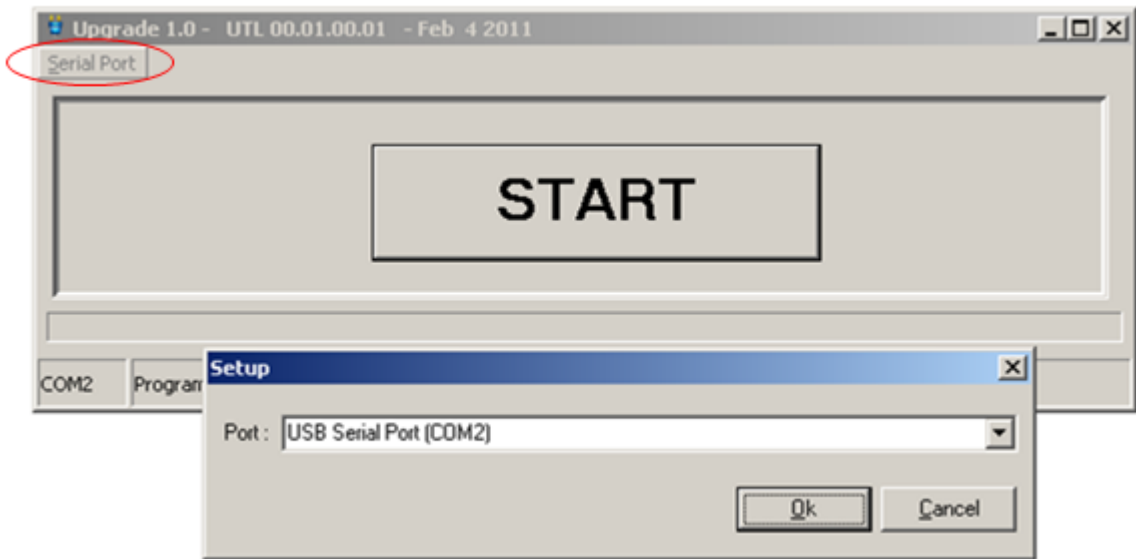 Upgrade 1.0 - UTL 00.01.00.01 - Feb 4 2011
Serial Port
START
COM2
Setup
Port : USB Serial Port (COM2)
Ok Cancel